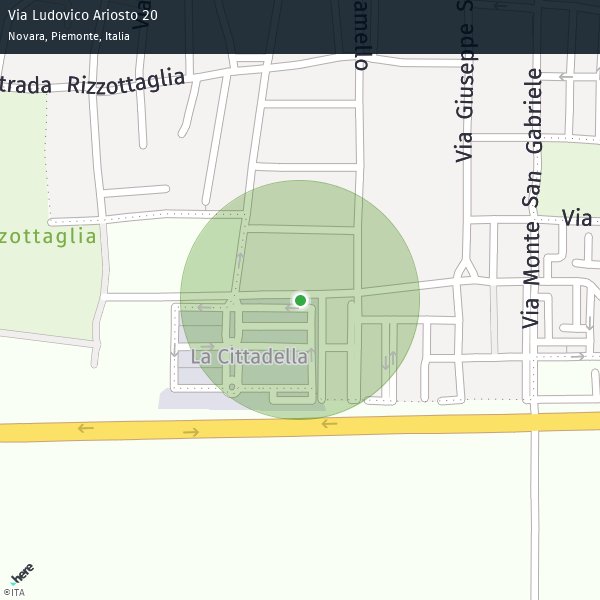 Via Ludovico Ariosto 20
Novara, Piemonte, Italia
trada Rizzottaglia
amello
Via Giuseppe S
Via Monte San Gabriele
Via
zzottaglia
La Cittadella
here
©ITA